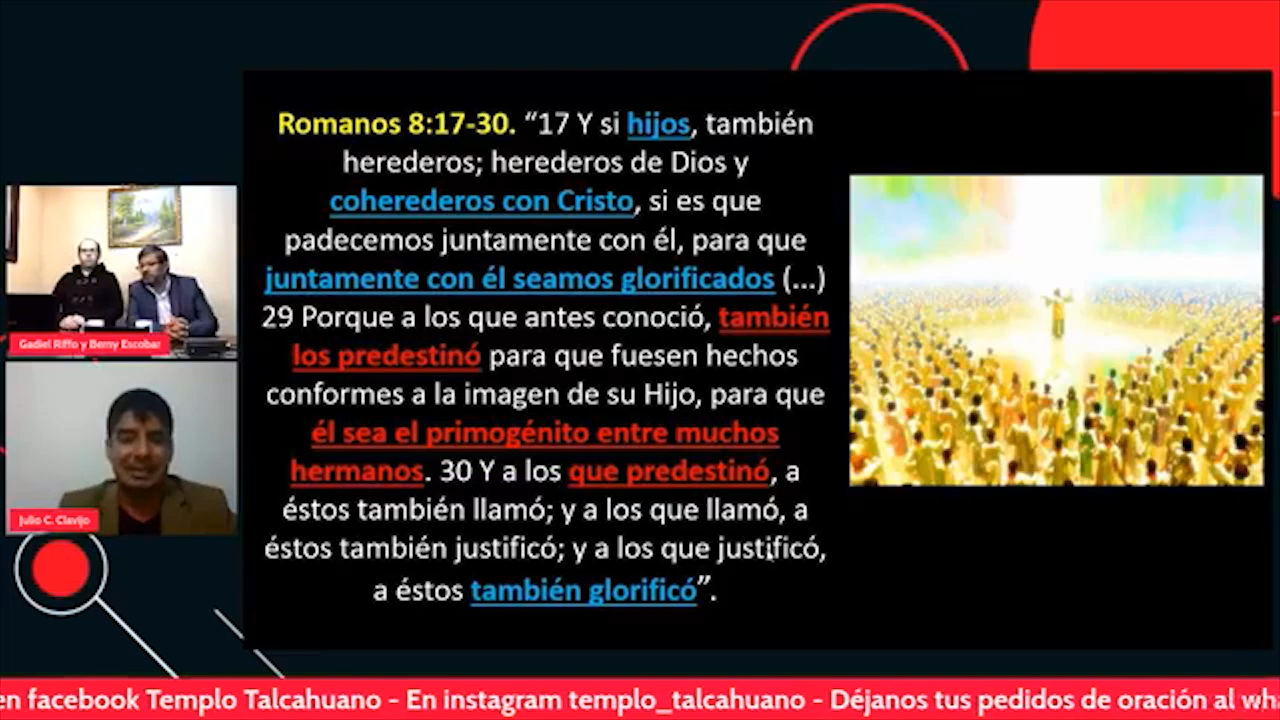 Romanos 8:17-30. “17 Y si hijos, también
herederos; herederos de Dios y
coherederos con Cristo, si es que
padecemos juntamente con él, para que
juntamente con él seamos glorificados (...)
29 Porque a los que antes conoció, también
los predestinó para que fuesen hechos
conformes a la imagen de su Hijo, para que
él sea el primogénito entre muchos
hermanos. 30 Y a los que predestinó, a
éstos también llamó; y a los que llamó, a
éstos también justificó; y a los que justificó,
a éstos también glorificó”.
Gadiel Riffo y Berny Escobar
Julio C. Clavijo
en facebook Templo Talcahuano - En instagram templo_talcahuano - Déjanos tus pedidos de oración al wha